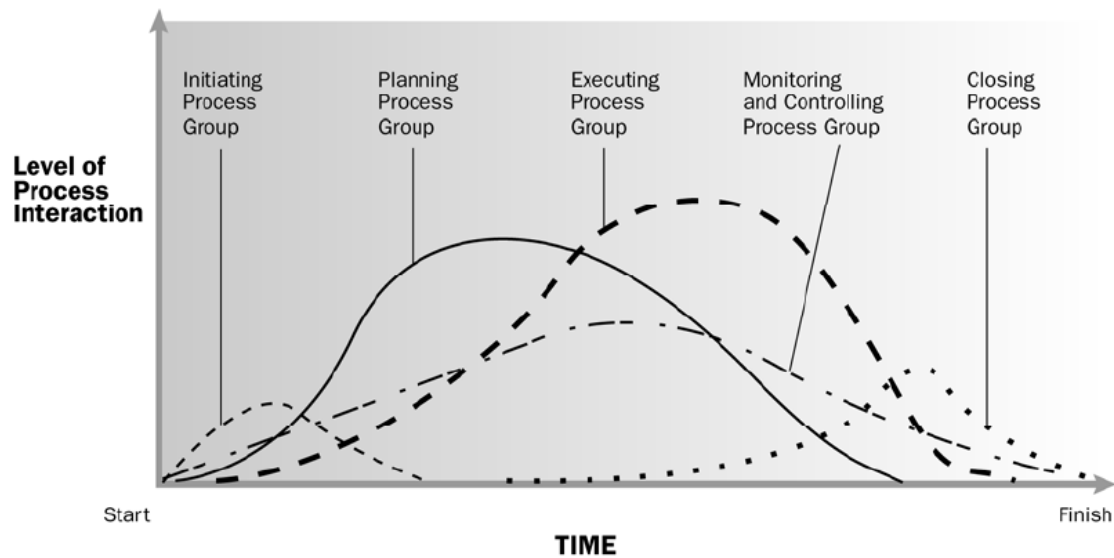 Initiating
Process
Group
Planning
Process
Group
Executing
Process
Group
Monitoring
and Controlling
Process Group
Closing
Process
Group
Level of
Process
Interaction
Start
Finish
TIME